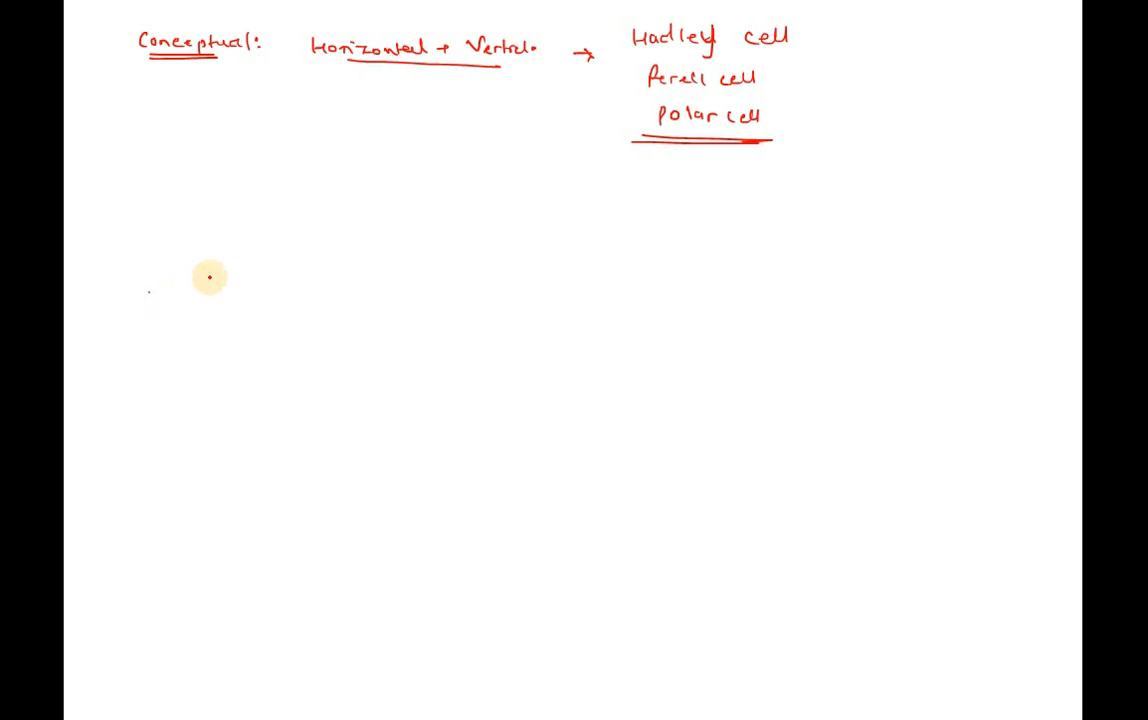 Conceptual: Horizontal + Vertical. → Hadley cell
Ferell cell
Polar cell